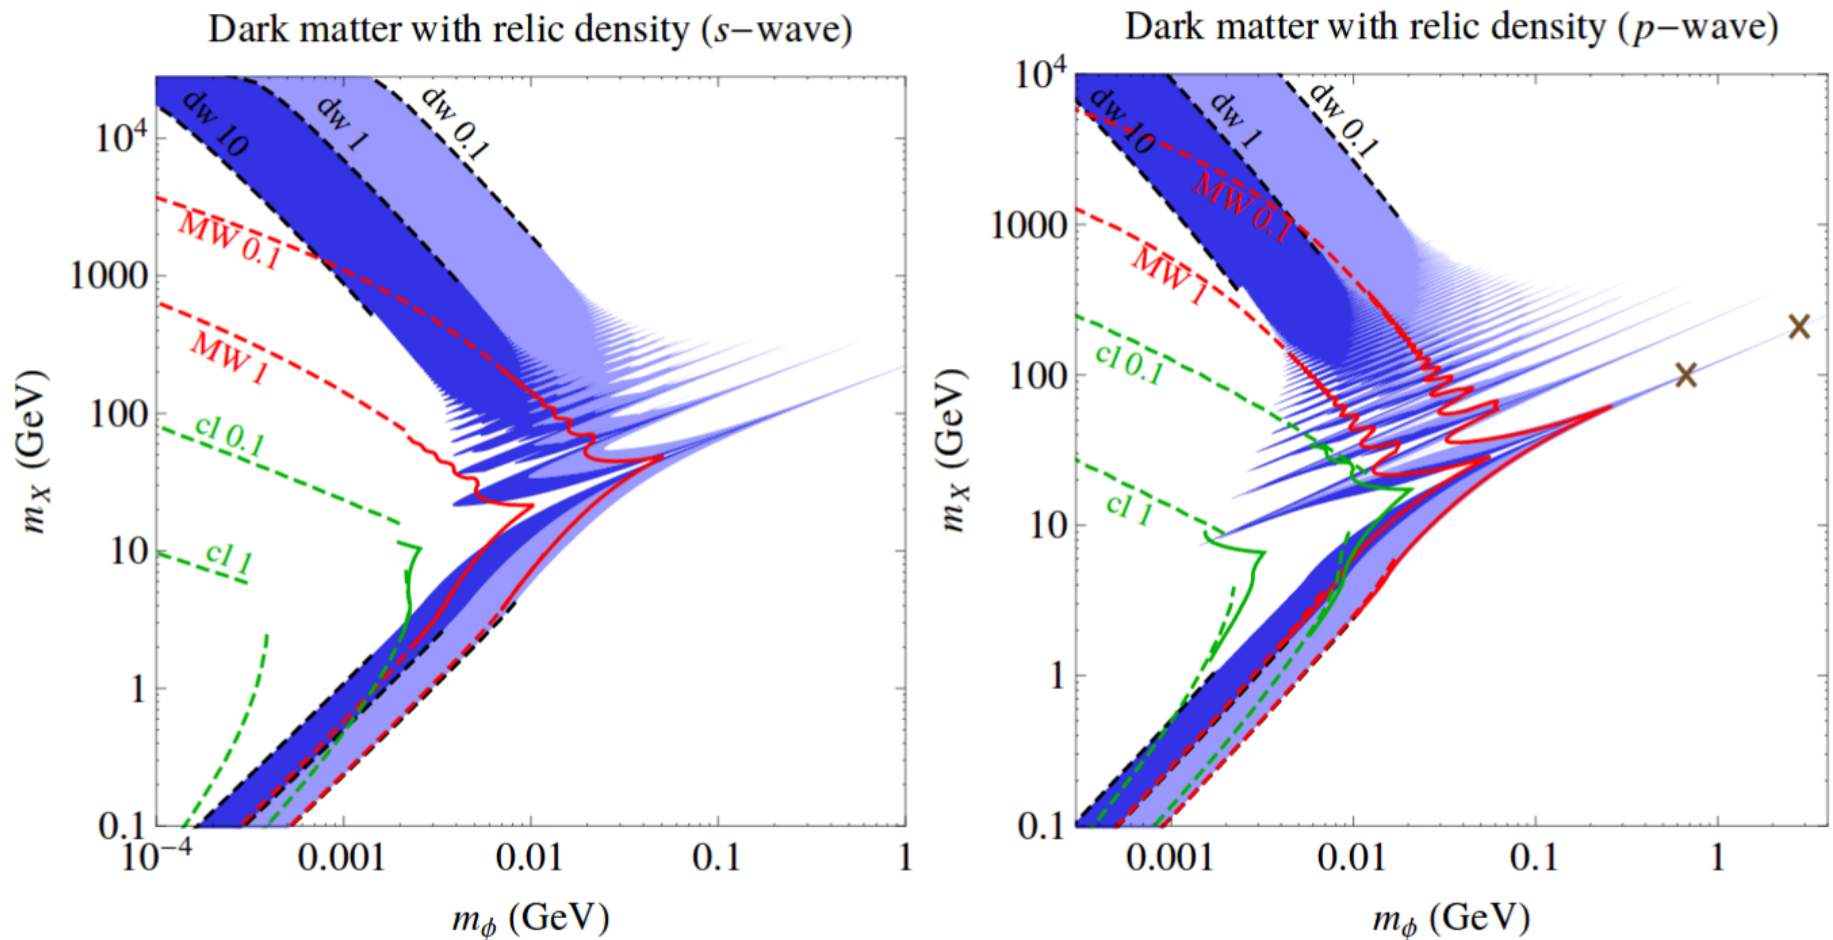 Dark matter with relic density (s−wave)
dw 10
dw 1
dw 0.1
MW 0.1
MW 1
cl 0.1
cl 1
10⁴
1000
100
10
1
0.1
10⁻⁴
0.001
0.01
0.1
1
m_X (GeV)
m_ϕ (GeV)
Dark matter with relic density (p−wave)
dw 10
dw 1
dw 0.1
MW 0.1
MW 1
cl 0.1
cl 1
10⁴
1000
100
10
1
0.1
0.001
0.01
0.1
1
m_X (GeV)
m_ϕ (GeV)